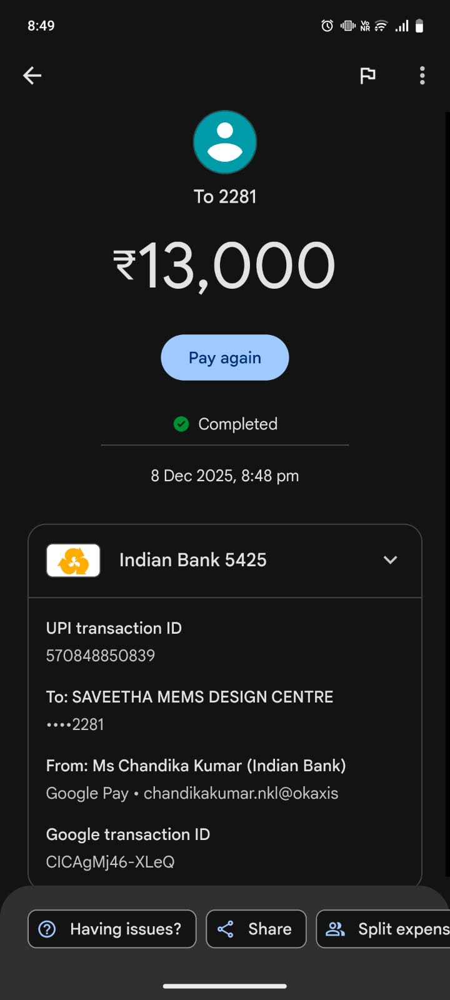 8:49
Vo
NR
To 2281
₹13,000
Pay again
Completed
8 Dec 2025, 8:48 pm
Indian Bank 5425
UPI transaction ID
570848850839
To: SAVEETHA MEMS DESIGN CENTRE
••••2281
From: Ms Chandika Kumar (Indian Bank)
Google Pay • chandikakumar.nkl@okaxis
Google transaction ID
CICAgMj46-XLeQ
Having issues?
Share
Split expens